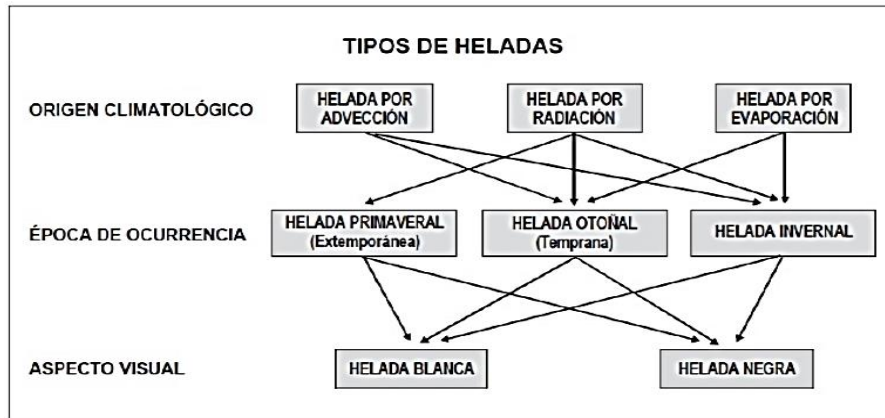 TIPOS DE HELADAS
ORIGEN CLIMATOLÓGICO
HELADA POR
ADVECCIÓN
HELADA POR
RADIACIÓN
HELADA POR
EVAPORACIÓN
ÉPOCA DE OCURRENCIA
HELADA PRIMAVERAL
(Extemporánea)
HELADA OTOÑAL
(Temprana)
HELADA INVERNAL
ASPECTO VISUAL
HELADA BLANCA
HELADA NEGRA